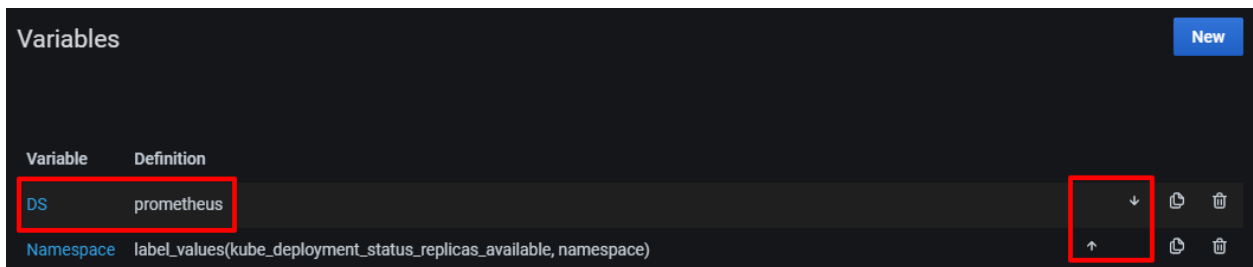 Variables
New
Variable Definition
DS prometheus
Namespace label_values(kube_deployment_status_replicas_available, namespace)